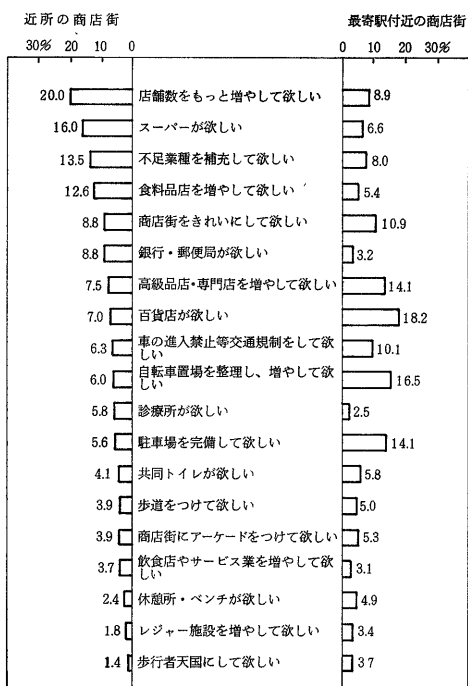 近所の商店街 最寄駅付近の商店街
30% 20 10 0 0 10 20 30%
20.0 店舗数をもっと増やして欲しい 8.9
16.0 スーパーが欲しい 6.6
13.5 不足業種を補充して欲しい 8.0
12.6 食料品店を増やして欲しい 5.4
8.8 商店街をきれいにして欲しい 10.9
8.8 銀行・郵便局が欲しい 3.2
7.5 高級品店・専門店を増やして欲しい 14.1
7.0 百貨店が欲しい 18.2
6.3 車の進入禁止等交通規制をして欲 10.1
しい
6.0 自転車置場を整理し、増やして欲 16.5
しい
5.8 診療所が欲しい 2.5
5.6 駐車場を完備して欲しい 14.1
4.1 共同トイレが欲しい 5.8
3.9 歩道をつけて欲しい 5.0
3.9 商店街にアーケードをつけて欲しい 5.3
3.7 飲食店やサービス業を増やして欲 3.1
しい
2.4 休憩所・ベンチが欲しい 4.9
1.8 レジャー施設を増やして欲しい 3.4
1.4 歩行者天国にして欲しい 3 7